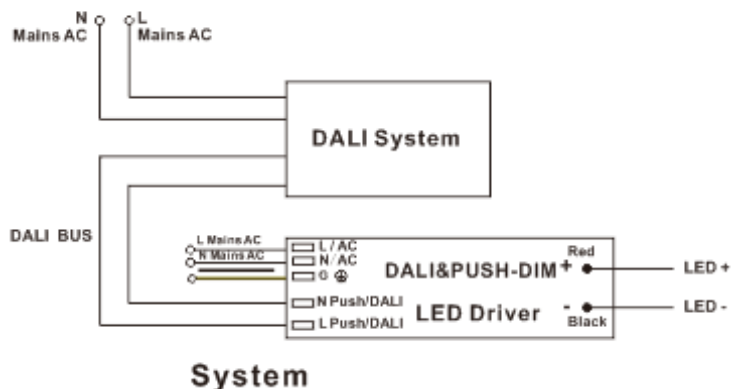 N
L
Mains AC
Mains AC
DALI System
DALI BUS
L Mains AC
N Mains AC
L / AC
N/AC
G
N Push/DALI
L Push/DALI
DALI&PUSH-DIM
LED Driver
Red
+
-
Black
LED +
LED -
System